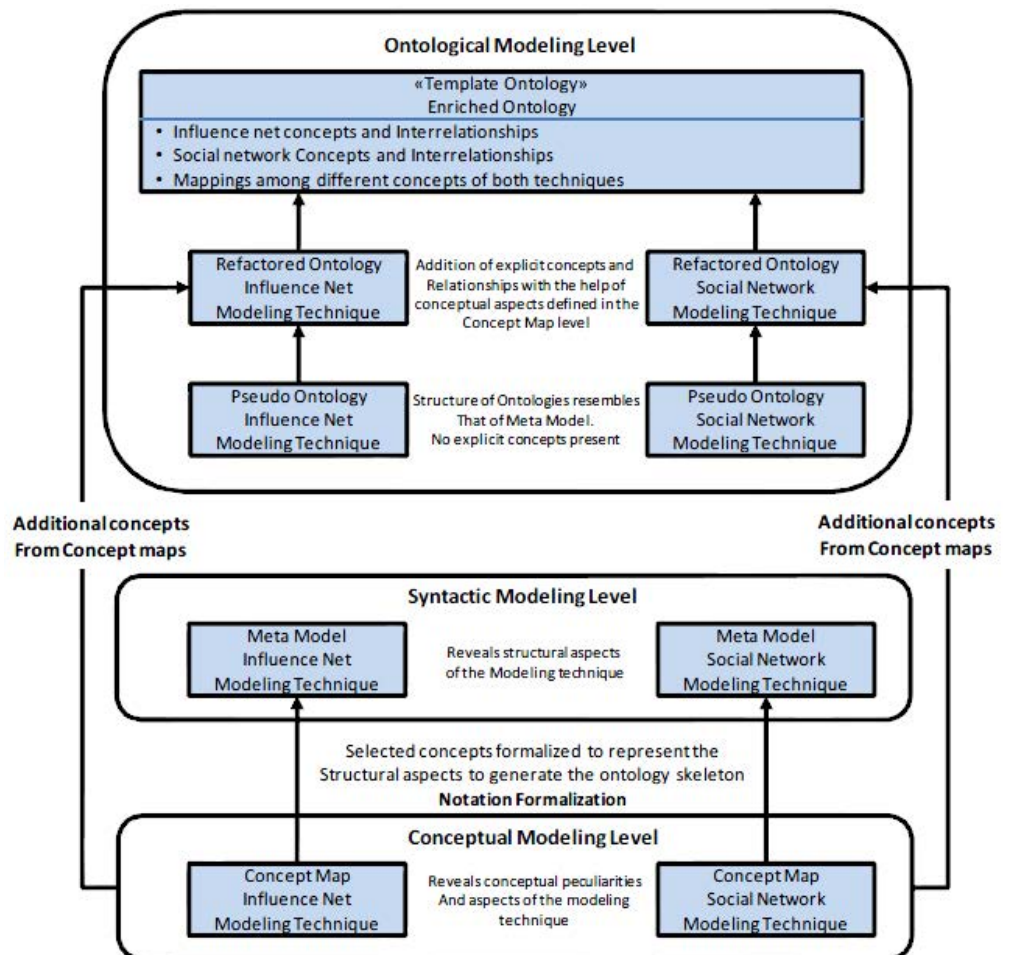 Ontological Modeling Level
«Template Ontology»
Enriched Ontology
• Influence net concepts and Interrelationships
• Social network Concepts and Interrelationships
• Mappings among different concepts of both techniques
Refactored Ontology
Influence Net
Modeling Technique
Addition of explicit concepts and
Relationships with the help of
conceptual aspects defined in the
Concept Map level
Refactored Ontology
Social Network
Modeling Technique
Pseudo Ontology
Influence Net
Modeling Technique
Structure of Ontologies resembles
That of Meta Model.
No explicit concepts present
Pseudo Ontology
Social Network
Modeling Technique
Additional concepts
From Concept maps
Additional concepts
From Concept maps
Syntactic Modeling Level
Meta Model
Influence Net
Modeling Technique
Reveals structural aspects
of the Modeling technique
Meta Model
Social Network
Modeling Technique
Selected concepts formalized to represent the
Structural aspects to generate the ontology skeleton
Notation Formalization
Conceptual Modeling Level
Concept Map
Influence Net
Modeling Technique
Reveals conceptual peculiarities
And aspects of the modeling
technique
Concept Map
Social Network
Modeling Technique